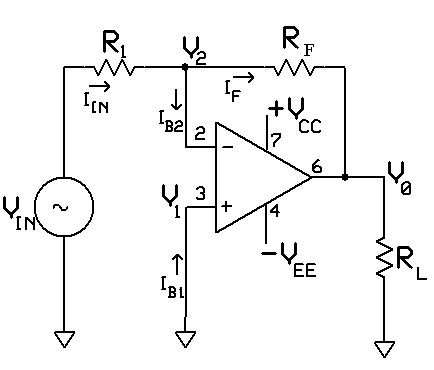 R1 V2 RF
IIN IF
IB2 +VCC
2 − 7
6 V0
VIN ~ V1 3 +
4
−VEE RL
IB1